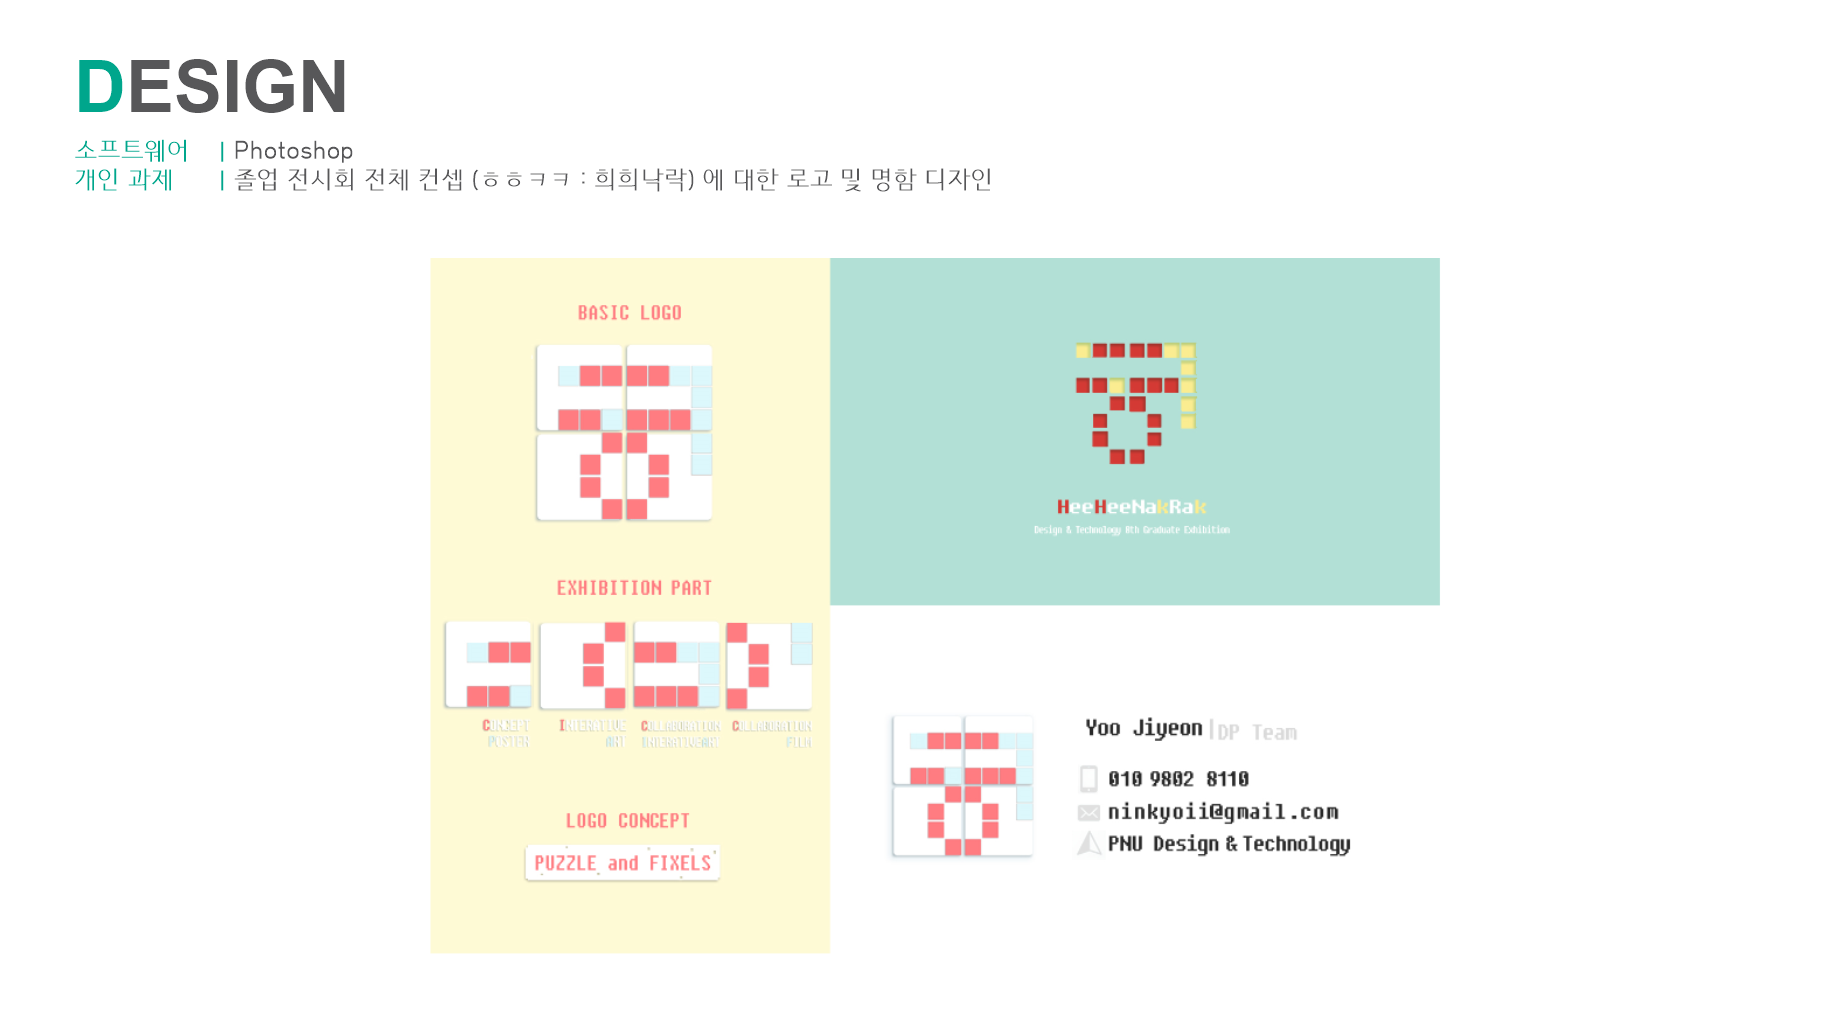 DESIGN
소프트웨어 | Photoshop
개인 과제 | 졸업 전시회 전체 컨셉 (ㅎㅎㅋㅋ : 희희낙락) 에 대한 로고 및 명함 디자인
BASIC LOGO
EXHIBITION PART
CONCEPT
POSTER
INTERATIVE
ART
COLLABORATION
INTERATIVEART
COLLABORATION
FILM
LOGO CONCEPT
PUZZLE and FIXELS
HeeHeeNakRak
Design & Technology 8th Graduate Exhibition
Yoo Jiyeon | DP Team
010 9802 8110
ninkyoii@gmail.com
PNU Design & Technology